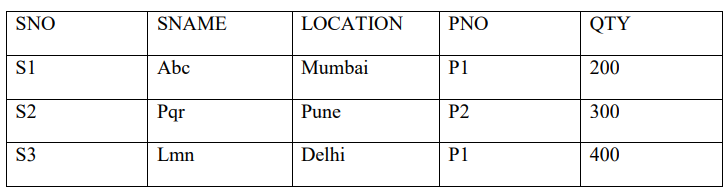 SNO SNAME LOCATION PNO QTY
S1 Abc Mumbai P1 200
S2 Pqr Pune P2 300
S3 Lmn Delhi P1 400